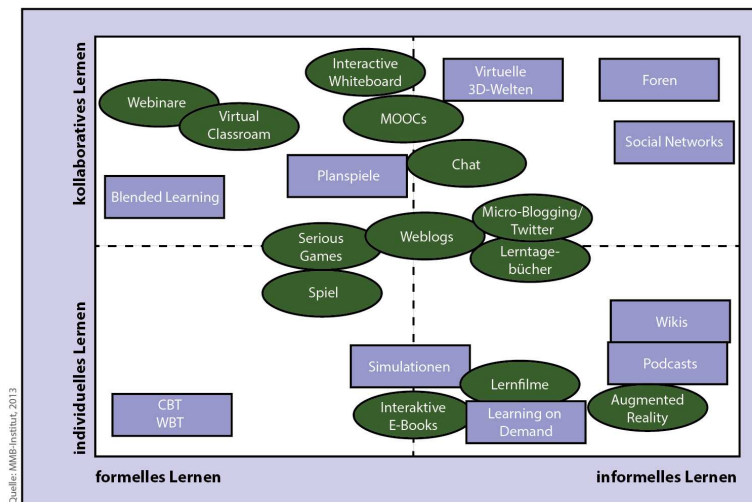 kollaboratives Lernen
Interactive
Whiteboard
Virtuelle
3D-Welten
Foren
Webinare
Virtual
Classroam
MOOCs
Social Networks
Chat
Planspiele
Blended Learning
Micro-Blogging/
Twitter
Serious
Games
Weblogs
Lerntage-
bücher
Spiel
individuelles Lernen
Wikis
Simulationen
Podcasts
Lernfilme
CBT
WBT
Interaktive
E-Books
Learning on
Demand
Augmented
Reality
formelles Lernen
informelles Lernen
Quelle: MMB-Institut, 2013